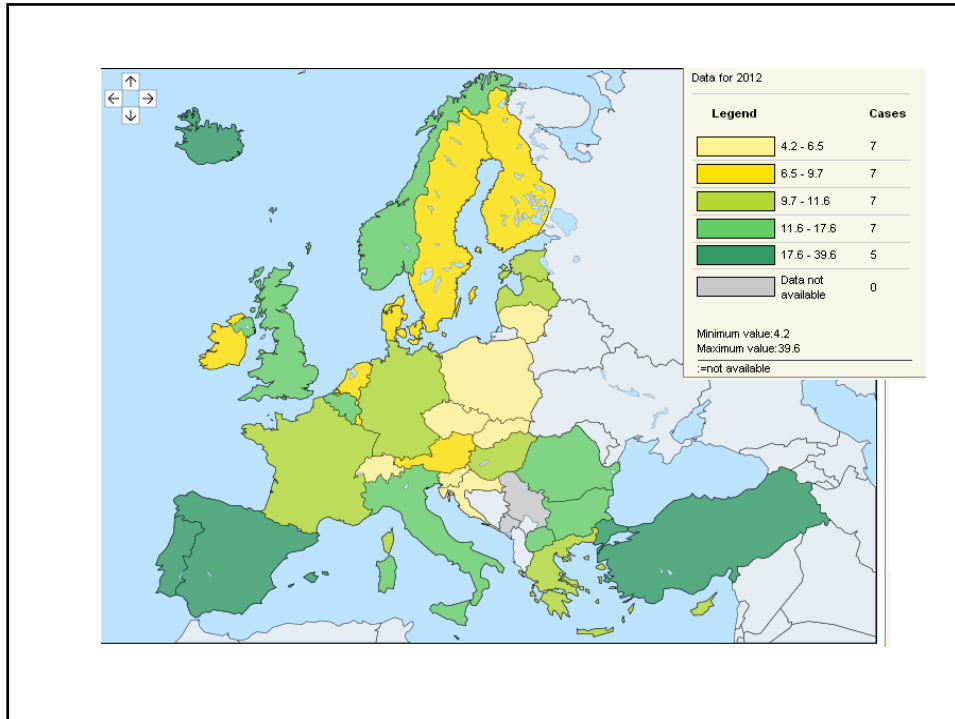 Data for 2012
Legend Cases
4.2 - 6.5 7
6.5 - 9.7 7
9.7 - 11.6 7
11.6 - 17.6 7
17.6 - 39.6 5
Data not
available 0
Minimum value:4.2
Maximum value:39.6
:=not available